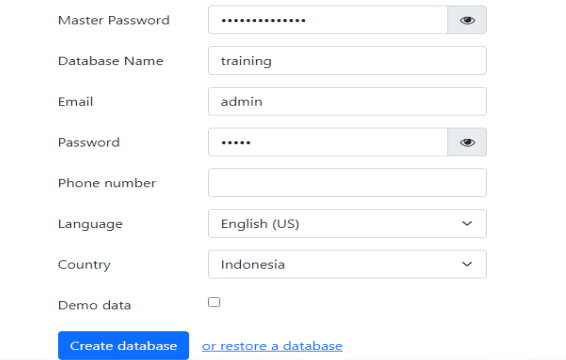 Master Password ••••••••••••••
Database Name training
Email admin
Password •••••
Phone number
Language English (US)
Country Indonesia
Demo data
Create database or restore a database